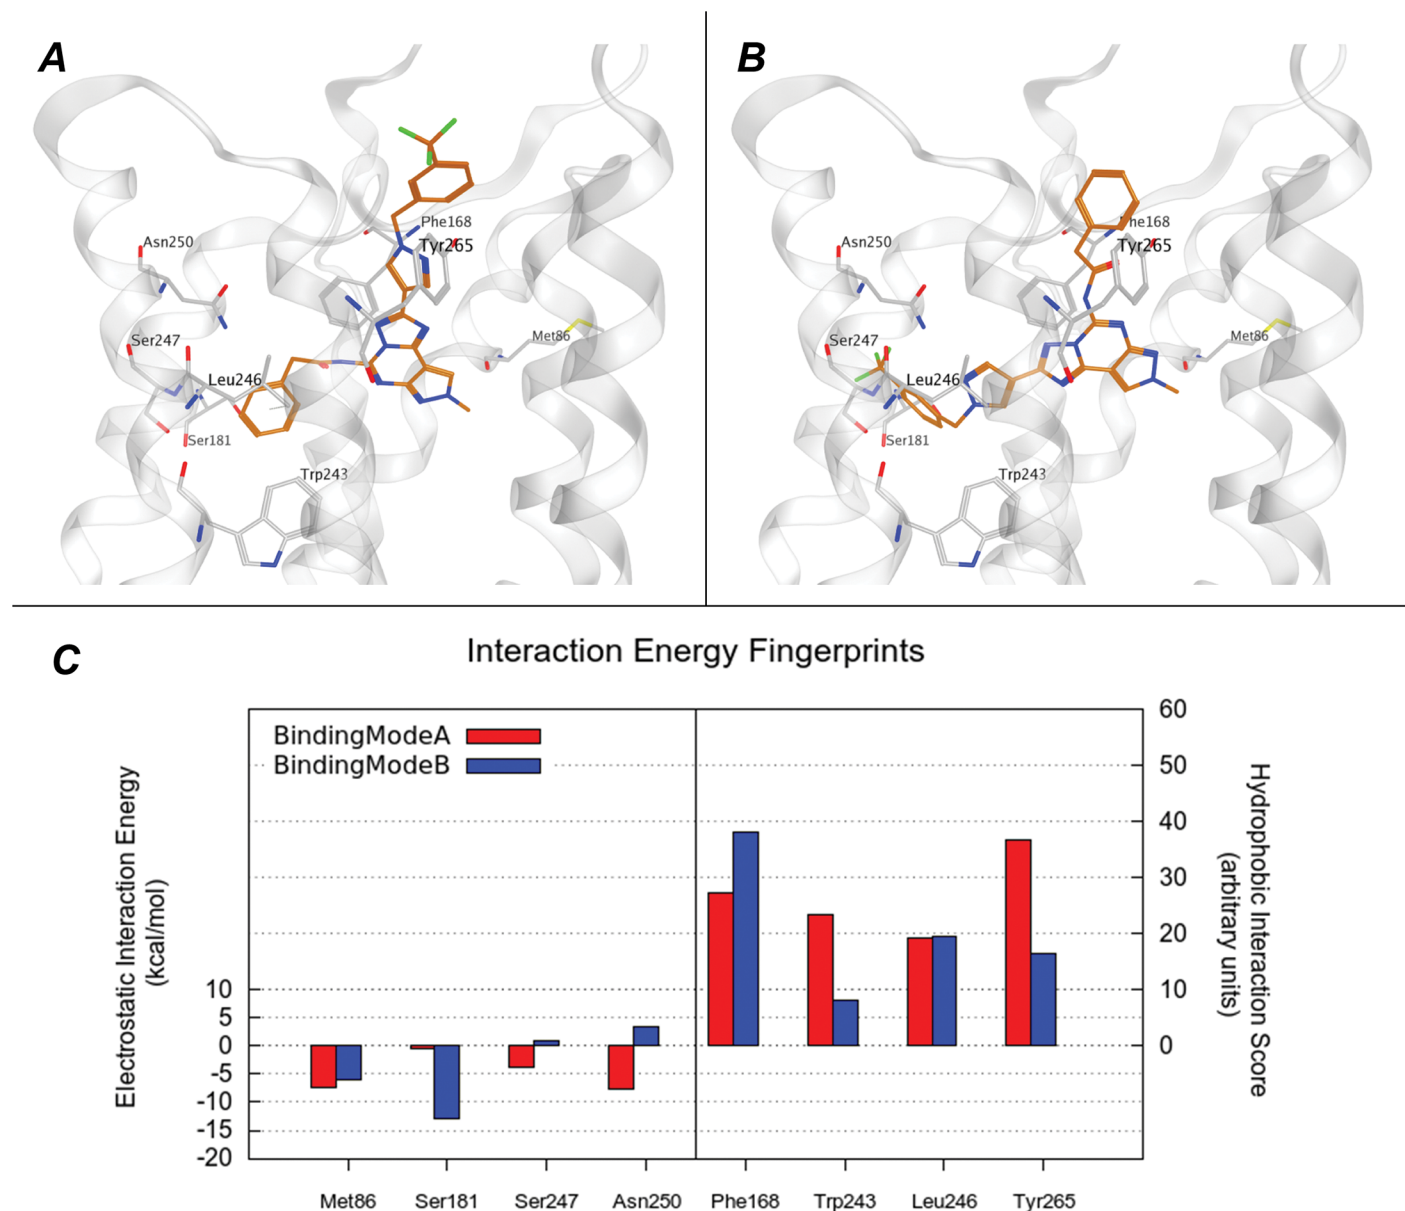 A
Phe168
Tyr265
Asn250
Ser247
Met86
Leu246
Ser181
Trp243
B
Phe168
Tyr265
Asn250
Ser247
Met86
Leu246
Ser181
Trp243
C
Interaction Energy Fingerprints
BindingModeA
BindingModeB
Electrostatic Interaction Energy
(kcal/mol)
10
5
0
-5
-10
-15
-20
60
50
40
30
20
10
0
Hydrophobic Interaction Score
(arbitrary units)
Met86
Ser181
Ser247
Asn250
Phe168
Trp243
Leu246
Tyr265